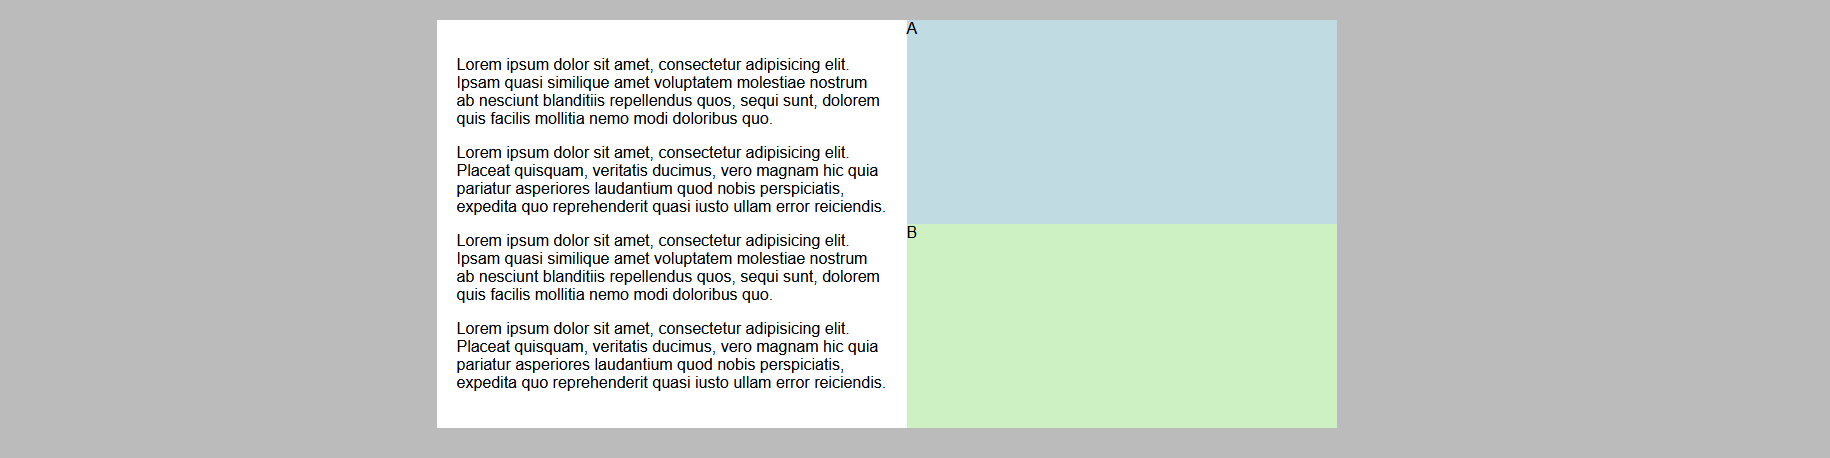 Lorem ipsum dolor sit amet, consectetur adipisicing elit.
Ipsam quasi similique amet voluptatem molestiae nostrum
ab nesciunt blanditiis repellendus quos, sequi sunt, dolorem
quis facilis mollitia nemo modi doloribus quo.
Lorem ipsum dolor sit amet, consectetur adipisicing elit.
Placeat quisquam, veritatis ducimus, vero magnam hic quia
pariatur asperiores laudantium quod nobis perspiciatis,
expedita quo reprehenderit quasi iusto ullam error reiciendis.
Lorem ipsum dolor sit amet, consectetur adipisicing elit.
Ipsam quasi similique amet voluptatem molestiae nostrum
ab nesciunt blanditiis repellendus quos, sequi sunt, dolorem
quis facilis mollitia nemo modi doloribus quo.
Lorem ipsum dolor sit amet, consectetur adipisicing elit.
Placeat quisquam, veritatis ducimus, vero magnam hic quia
pariatur asperiores laudantium quod nobis perspiciatis,
expedita quo reprehenderit quasi iusto ullam error reiciendis.
A
B